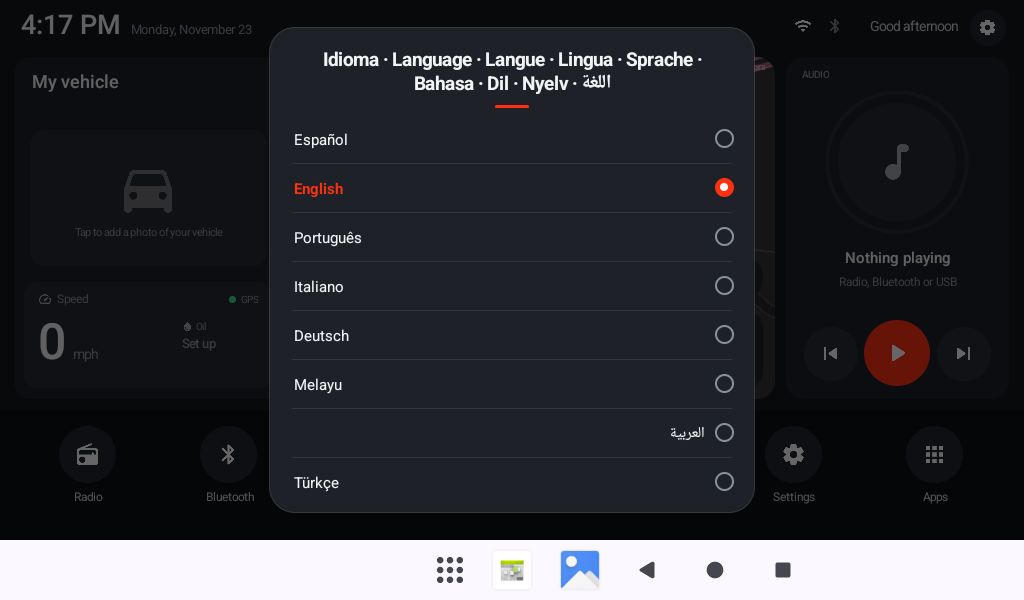 4:17 PM Monday, November 23
Good afternoon
Idioma · Language · Langue · Lingua · Sprache ·
Bahasa · Dil · Nyelv · اللغة
Español
English
Português
Italiano
Deutsch
Melayu
العربية
Türkçe
My vehicle
Tap to add a photo of your vehicle
Speed
GPS
0 mph
Oil
Set up
AUDIO
Nothing playing
Radio, Bluetooth or USB
Radio
Bluetooth
Settings
Apps